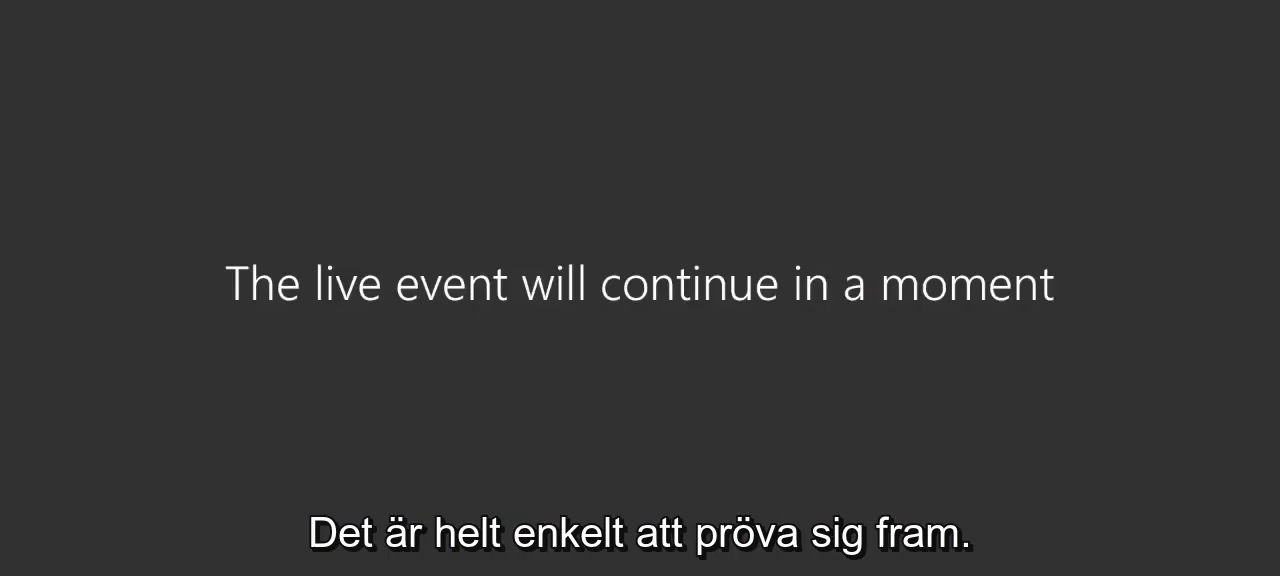 The live event will continue in a moment
Det är helt enkelt att pröva sig fram.